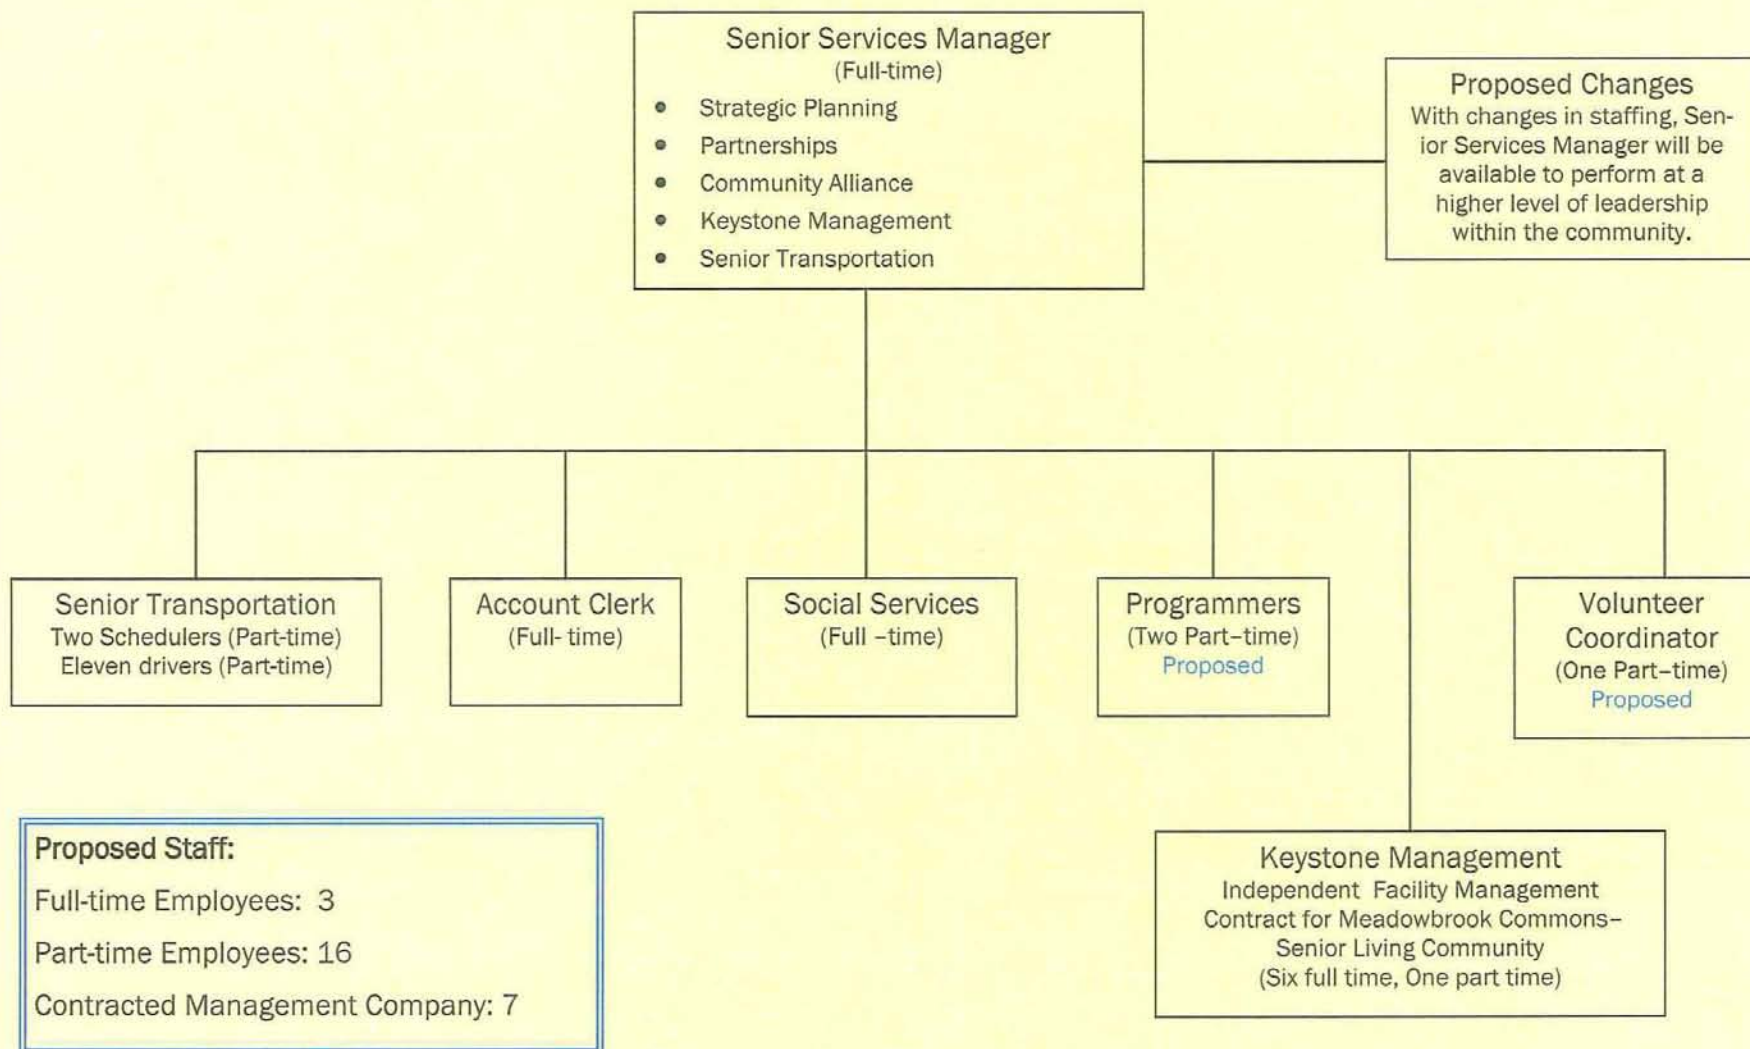 Senior Services Manager
(Full-time)
• Strategic Planning
• Partnerships
• Community Alliance
• Keystone Management
• Senior Transportation
Proposed Changes
With changes in staffing, Sen-
ior Services Manager will be
available to perform at a
higher level of leadership
within the community.
Senior Transportation
Two Schedulers (Part-time)
Eleven drivers (Part-time)
Account Clerk
(Full- time)
Social Services
(Full –time)
Programmers
(Two Part–time)
Proposed
Volunteer
Coordinator
(One Part–time)
Proposed
Keystone Management
Independent Facility Management
Contract for Meadowbrook Commons–
Senior Living Community
(Six full time, One part time)
Proposed Staff:
Full-time Employees: 3
Part-time Employees: 16
Contracted Management Company: 7